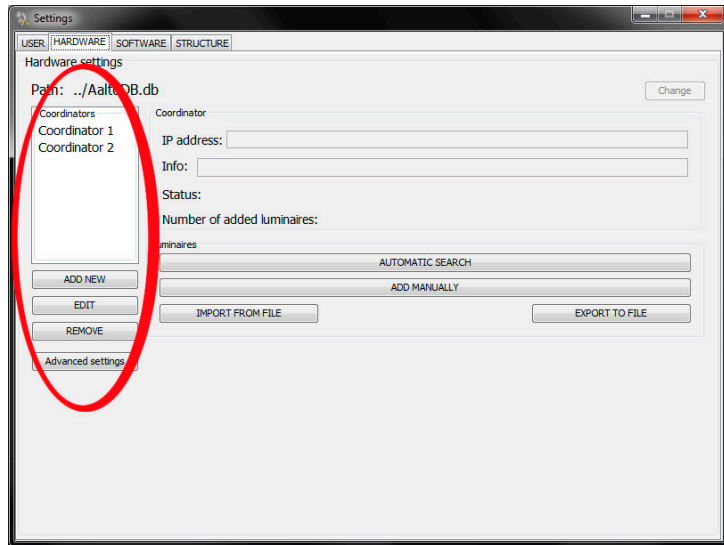 Settings
USER HARDWARE SOFTWARE STRUCTURE
Hardware settings
Path: ../AaltoDB.db
Change
Coordinators
Coordinator 1
Coordinator 2
ADD NEW
EDIT
REMOVE
Advanced settings
Coordinator
IP address:
Info:
Status:
Number of added luminaires:
AUTOMATIC SEARCH
ADD MANUALLY
IMPORT FROM FILE EXPORT TO FILE